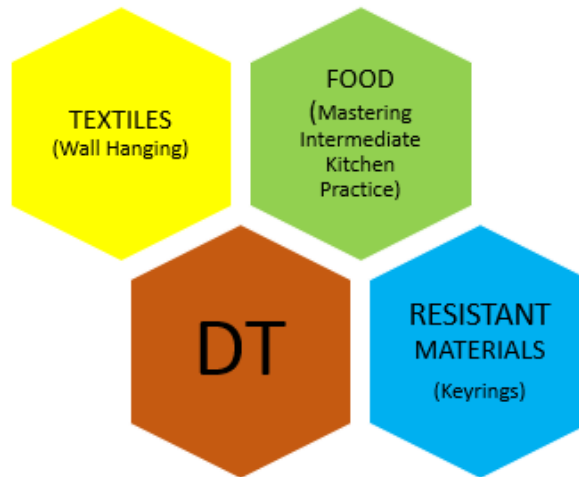 TEXTILES
(Wall Hanging)
FOOD
(Mastering
Intermediate
Kitchen
Practice)
DT
RESISTANT
MATERIALS
(Keyrings)